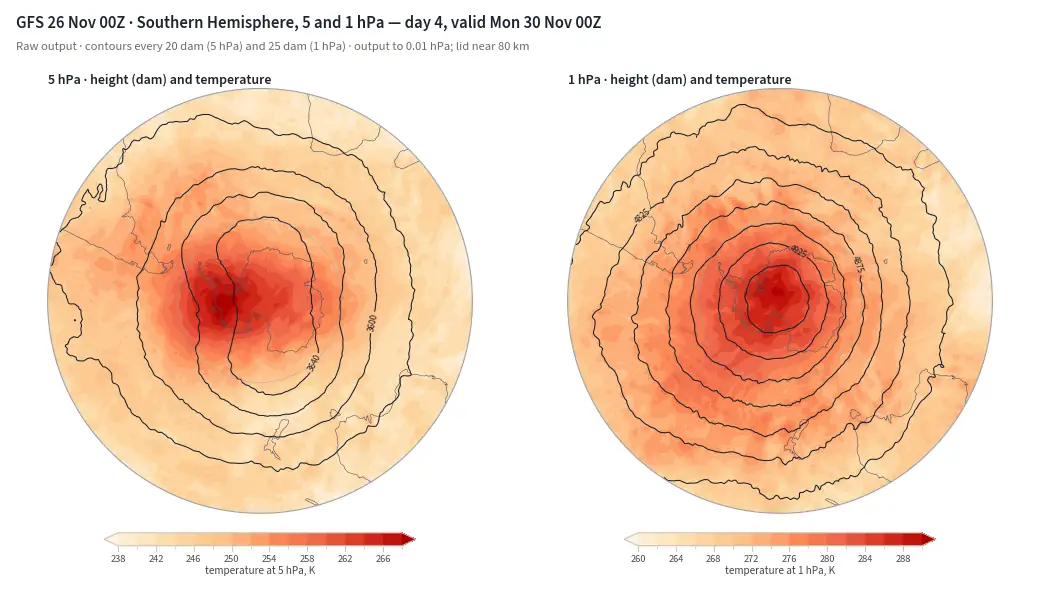 GFS 26 Nov 00Z · Southern Hemisphere, 5 and 1 hPa — day 4, valid Mon 30 Nov 00Z
Raw output · contours every 20 dam (5 hPa) and 25 dam (1 hPa) · output to 0.01 hPa; lid near 80 km
5 hPa · height (dam) and temperature
1 hPa · height (dam) and temperature
3600
3640
4825
4925
4875
238 242 246 250 254 258 262 266
temperature at 5 hPa, K
260 264 268 272 276 280 284 288
temperature at 1 hPa, K